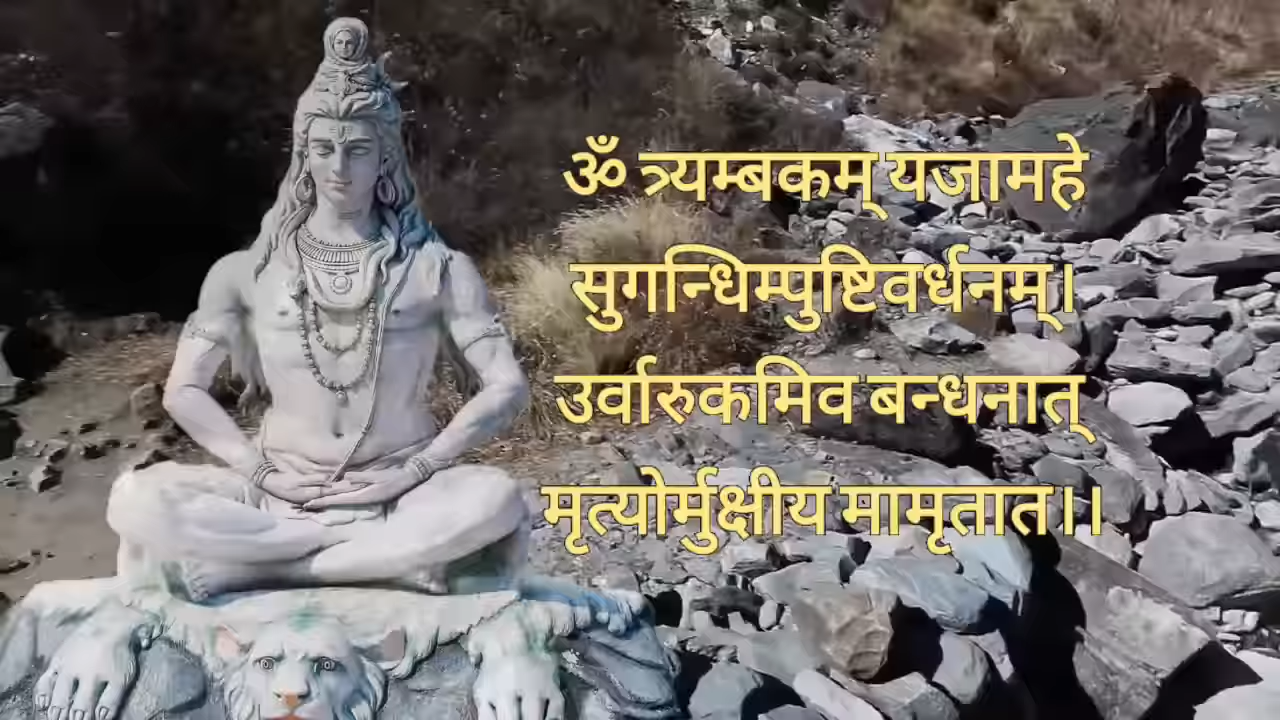 ॐ त्र्यम्बकम् यजामहे
सुगन्धिम्पुष्टिवर्धनम्।
उर्वारुकमिव बन्धनात्
मृत्योर्मुक्षीय मामृतात।।